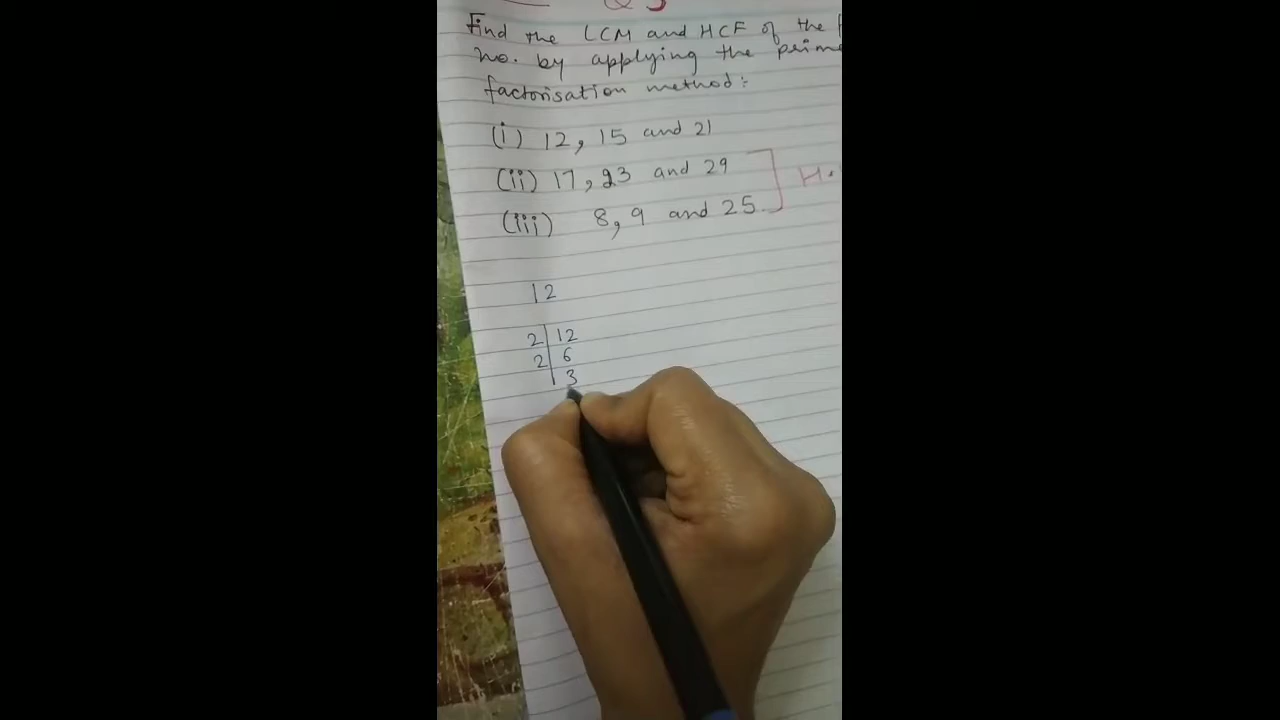 Q 3
Find the LCM and HCF of the
no. by applying the prime
factorisation method:-
(i) 12, 15 and 21
(ii) 17, 23 and 29
(iii) 8, 9 and 25
H.
12
2 12
2 6
3